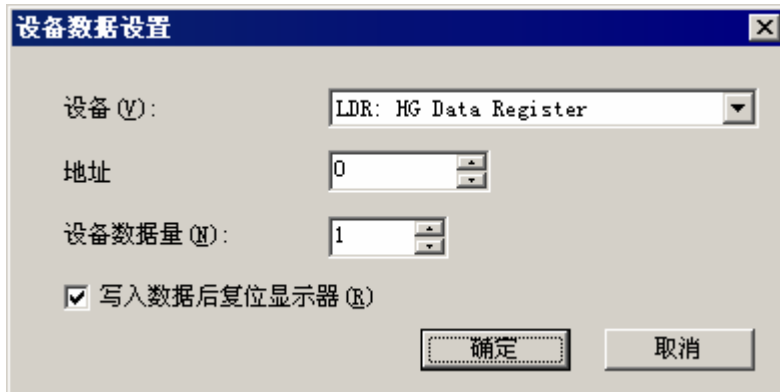 设备数据设置
设备(V): LDR: HG Data Register
地址 0
设备数据量(N): 1
写入数据后复位显示器(R)
确定 取消